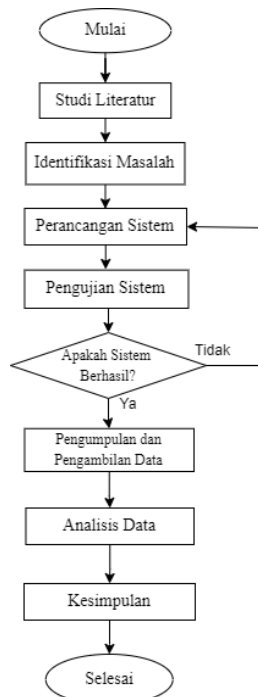 Mulai
Studi Literatur
Identifikasi Masalah
Perancangan Sistem
Pengujian Sistem
Apakah Sistem
Berhasil?
Tidak
Ya
Pengumpulan dan
Pengambilan Data
Analisis Data
Kesimpulan
Selesai